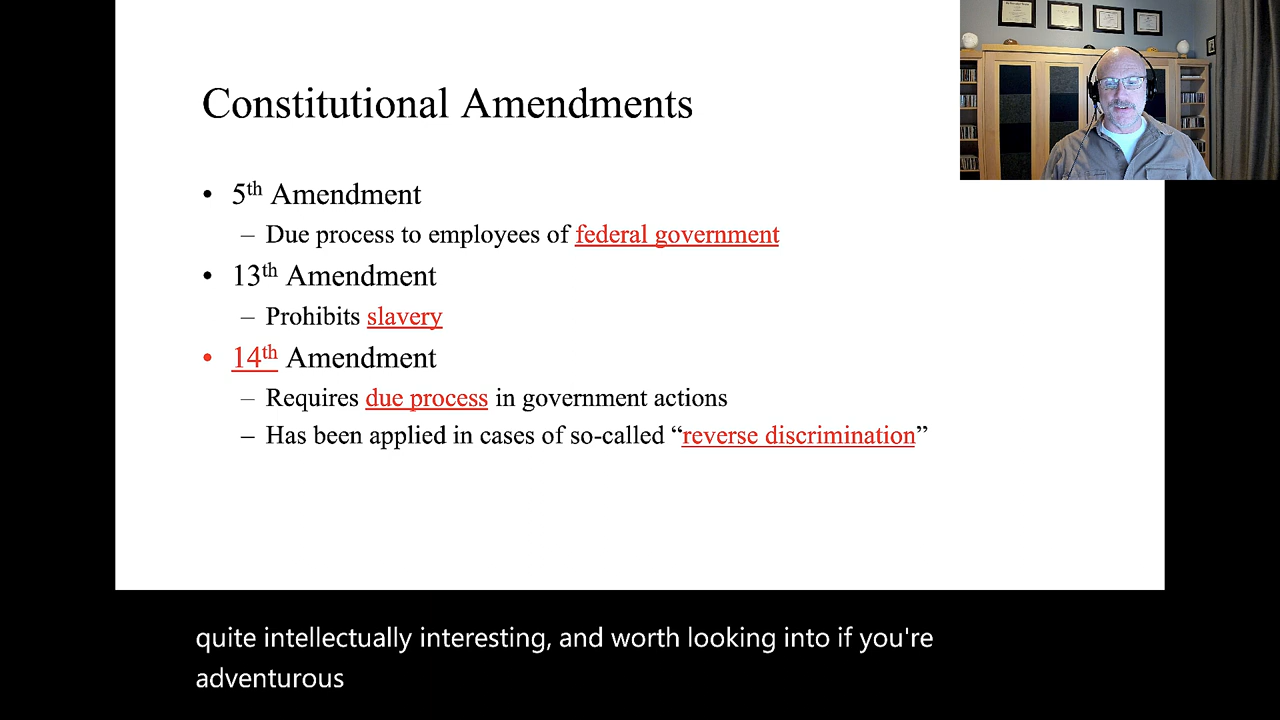 Constitutional Amendments
• 5th Amendment
– Due process to employees of federal government
• 13th Amendment
– Prohibits slavery
• 14th Amendment
– Requires due process in government actions
– Has been applied in cases of so-called “reverse discrimination”
quite intellectually interesting, and worth looking into if you're
adventurous